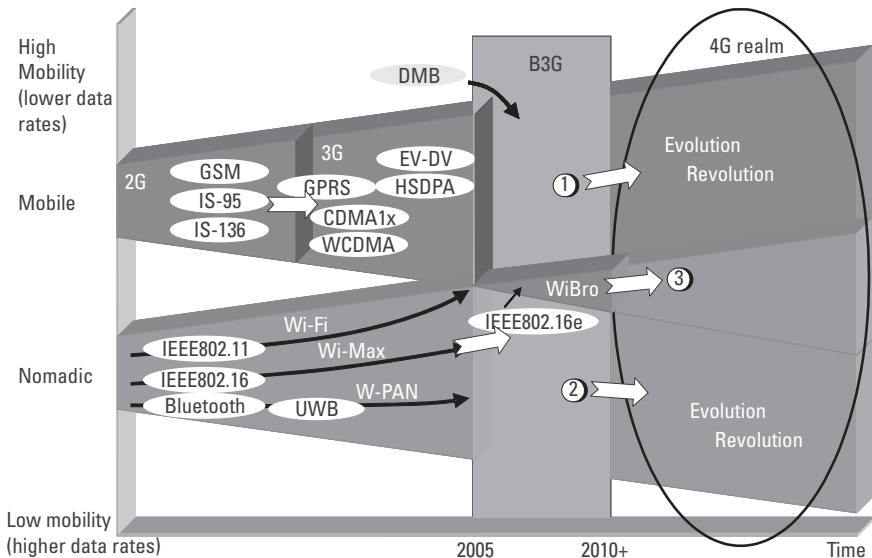 High
Mobility
(lower data
rates)
Mobile
Nomadic
Low mobility
(higher data rates)
DMB
B3G
4G realm
2G
GSM
IS-95
IS-136
3G
GPRS
EV-DV
HSDPA
CDMA1x
WCDMA
1
Evolution
Revolution
WiBro
3
Wi-Fi
IEEE802.11
Wi-Max
IEEE802.16
IEEE802.16e
W-PAN
Bluetooth
UWB
2
Evolution
Revolution
2005
2010+
Time